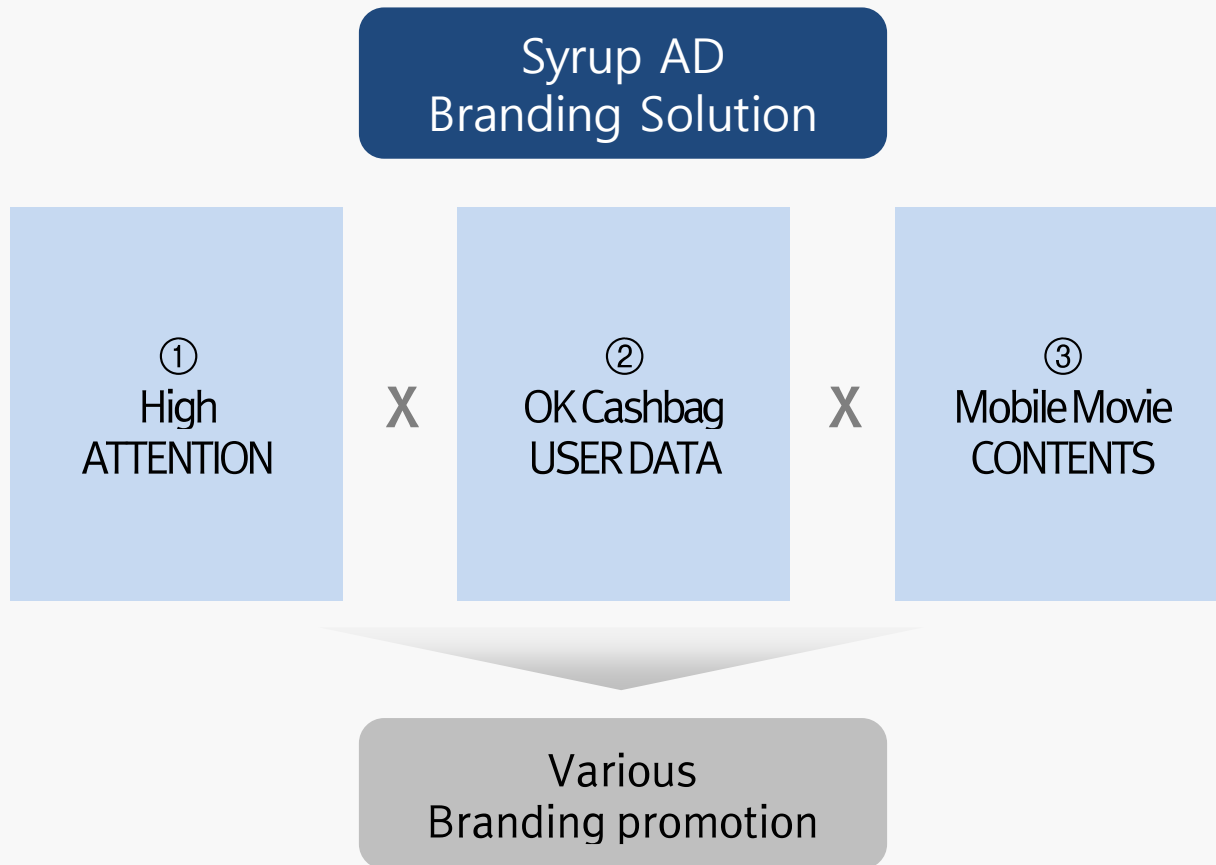 Syrup AD
Branding Solution
①
High
ATTENTION
X
②
OK Cashbag
USER DATA
X
③
Mobile Movie
CONTENTS
Various
Branding promotion